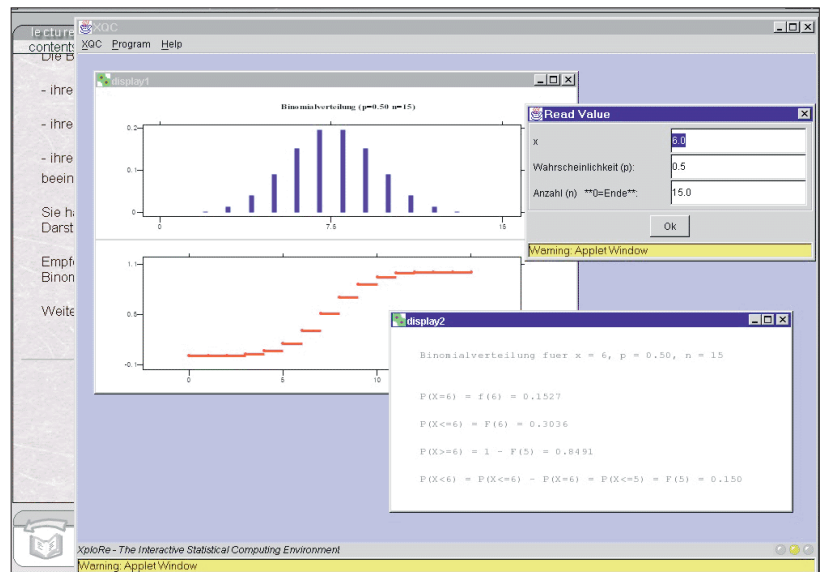 lecture
contents
Die B
- ihre
- ihre
- ihre
beein
Sie h
Darst
Empf
Binom
Weite
XQC
XQC Program Help
display1
Binomialverteilung (p=0.50 n=15)
0.2
0.1
0
0 7.5 15
1.1
0.5
-0.1
0 5 10
Read Value
x 6.0
Wahrscheinlichkeit (p): 0.5
Anzahl (n) **0=Ende**: 15.0
Ok
Warning: Applet Window
display2
Binomialverteilung fuer x = 6, p = 0.50, n = 15
P(X=6) = f(6) = 0.1527
P(X<=6) = F(6) = 0.3036
P(X>=6) = 1 - F(5) = 0.8491
P(X<6) = P(X<=6) - P(X=6) = P(X<=5) = F(5) = 0.150
XploRe - The Interactive Statistical Computing Environment
Warning: Applet Window